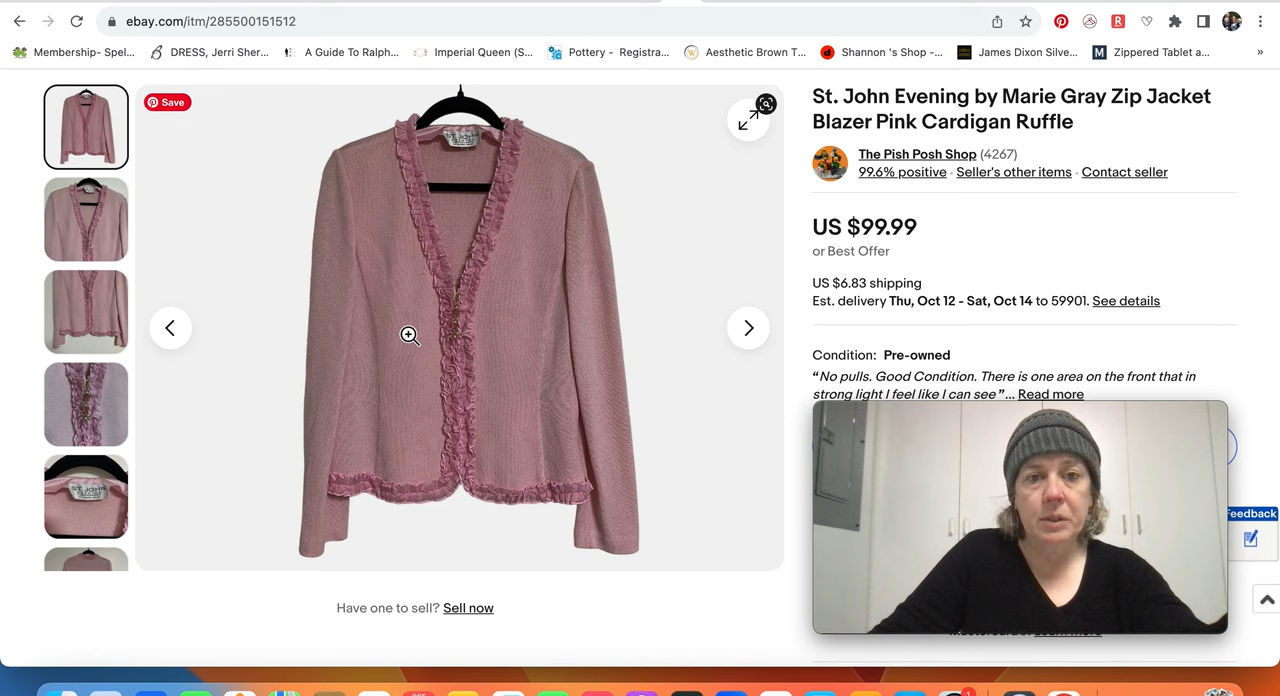 ebay.com/itm/285500151512
Membership- Spel...
DRESS, Jerri Sher...
A Guide To Ralph...
Imperial Queen (S...
Pottery - Registra...
Aesthetic Brown T...
Shannon 's Shop -...
James Dixon Silve...
Zippered Tablet a...
»
Save
St. John Evening by Marie Gray Zip Jacket
Blazer Pink Cardigan Ruffle
The Pish Posh Shop (4267)
99.6% positive · Seller's other items · Contact seller
US $99.99
or Best Offer
US $6.83 shipping
Est. delivery Thu, Oct 12 - Sat, Oct 14 to 59901. See details
Condition: Pre-owned
“No pulls. Good Condition. There is one area on the front that in
strong light I feel like I can see ”... Read more
ST. JOHN
Feedback
Have one to sell? Sell now